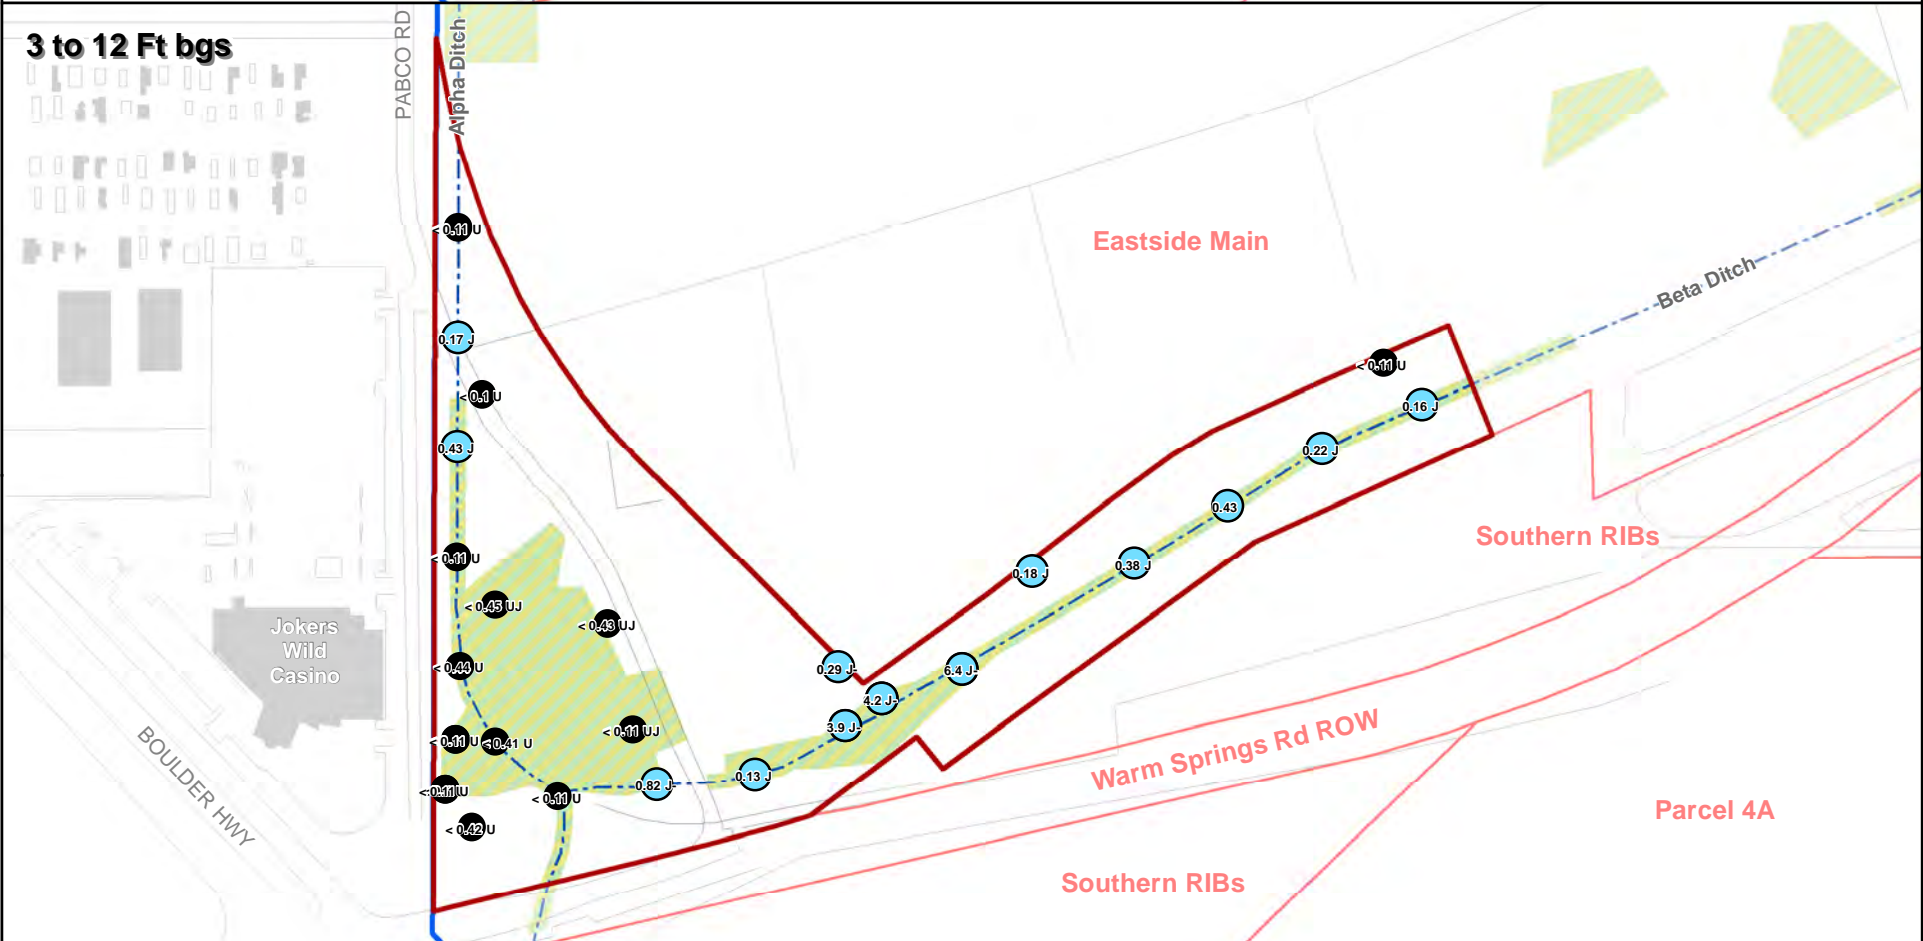 3 to 12 Ft bgs
PABCO RD
Alpha Ditch
< 0.11 U
Eastside Main
Beta Ditch
0.17 J
< 0.11 U
< 0.1 U
0.16 J
0.43 J
0.22 J
0.43
Southern RIBs
< 0.11 U
0.38 J
0.18 J
< 0.45 UJ
< 0.43 UJ
Jokers
Wild
Casino
< 0.44 U
0.29 J-
6.4 J-
4.2 J-
3.9 J-
< 0.11 UJ
< 0.11 U
< 0.41 U
BOULDER HWY
Warm Springs Rd ROW
0.13 J
0.82 J-
< 0.11 U
< 0.11 U
Parcel 4A
< 0.42 U
Southern RIBs